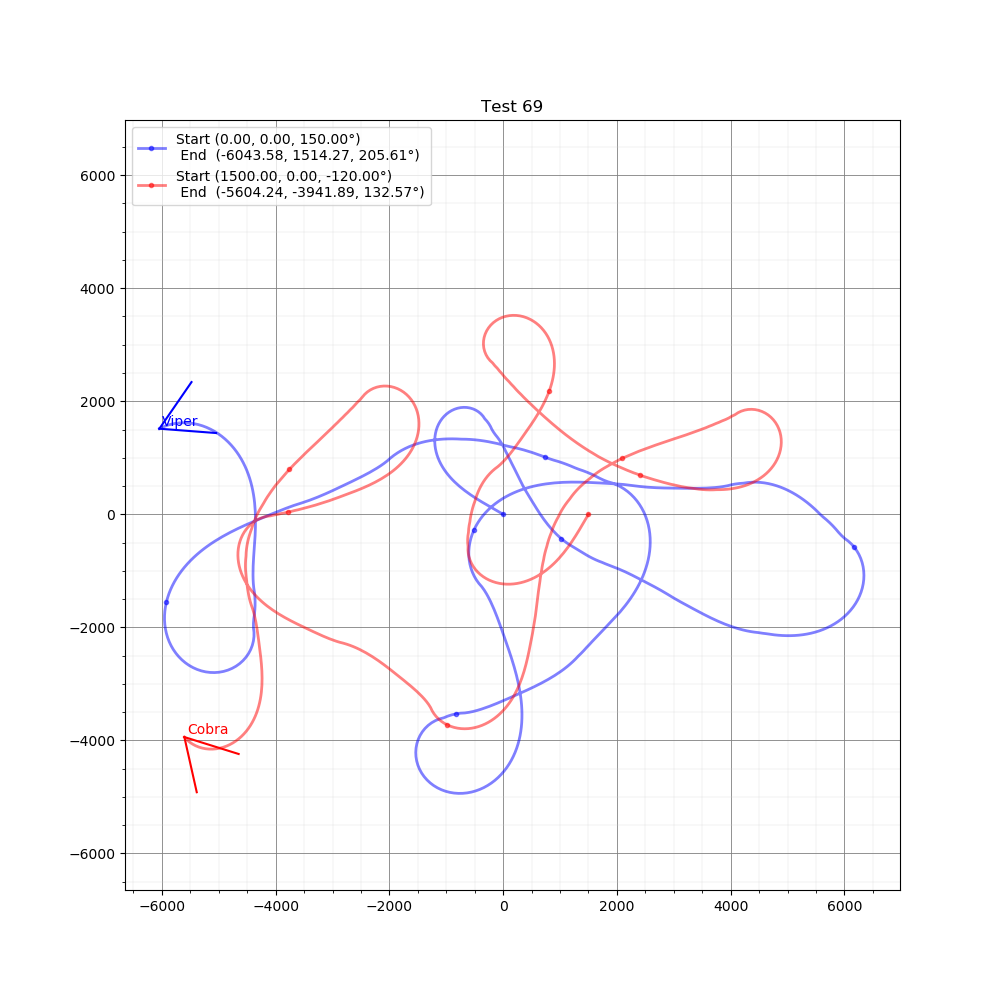 Test 69
Start (0.00, 0.00, 150.00°)
End  (-6043.58, 1514.27, 205.61°)
Start (1500.00, 0.00, -120.00°)
End  (-5604.24, -3941.89, 132.57°)
6000
4000
2000
0
−2000
−4000
−6000
Viper
Cobra
−6000 −4000 −2000 0 2000 4000 6000